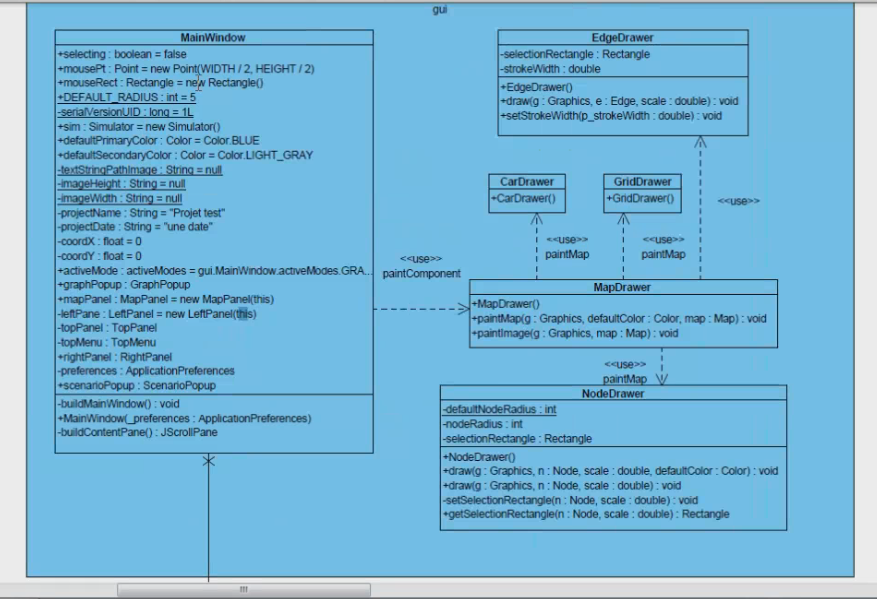 gui
MainWindow
+selecting : boolean = false
+mousePt : Point = new Point(WIDTH / 2, HEIGHT / 2)
+mouseRect : Rectangle = new Rectangle()
+DEFAULT_RADIUS : int = 5
-serialVersionUID : long = 1L
+sim : Simulator = new Simulator()
+defaultPrimaryColor : Color = Color.BLUE
+defaultSecondaryColor : Color = Color.LIGHT_GRAY
-textStringPathImage : String = null
-imageHeight : String = null
-imageWidth : String = null
-projectName : String = "Projet test"
-projectDate : String = "une date"
-coordX : float = 0
-coordY : float = 0
+activeMode : activeModes = gui.MainWindow.activeModes.GRA...
+graphPopup : GraphPopup
+mapPanel : MapPanel = new MapPanel(this)
-leftPane : LeftPanel = new LeftPanel(this)
-topPanel : TopPanel
-topMenu : TopMenu
+rightPanel : RightPanel
-preferences : ApplicationPreferences
+scenarioPopup : ScenarioPopup
-buildMainWindow() : void
+MainWindow(_preferences : ApplicationPreferences)
-buildContentPane() : JScrollPane
<<use>>
paintComponent
EdgeDrawer
-selectionRectangle : Rectangle
-strokeWidth : double
+EdgeDrawer()
+draw(g : Graphics, e : Edge, scale : double) : void
+setStrokeWidth(p_strokeWidth : double) : void
CarDrawer
+CarDrawer()
GridDrawer
+GridDrawer()
<<use>>
<<use>>
paintMap
<<use>>
paintMap
MapDrawer
+MapDrawer()
+paintMap(g : Graphics, defaultColor : Color, map : Map) : void
+paintImage(g : Graphics, map : Map) : void
<<use>>
paintMap
NodeDrawer
-defaultNodeRadius : int
-nodeRadius : int
-selectionRectangle : Rectangle
+NodeDrawer()
+draw(g : Graphics, n : Node, scale : double, defaultColor : Color) : void
+draw(g : Graphics, n : Node, scale : double) : void
-setSelectionRectangle(n : Node, scale : double) : void
+getSelectionRectangle(n : Node, scale : double) : Rectangle